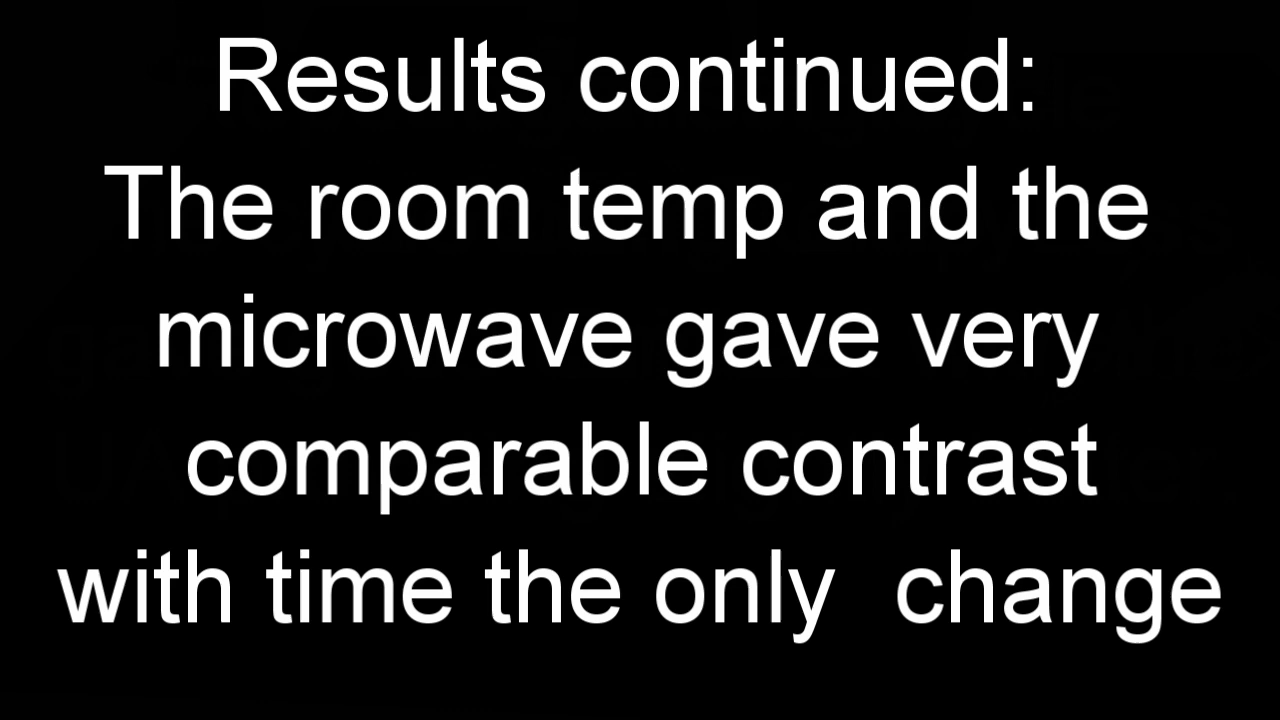 Results continued:
The room temp and the
microwave gave very
comparable contrast
with time the only  change